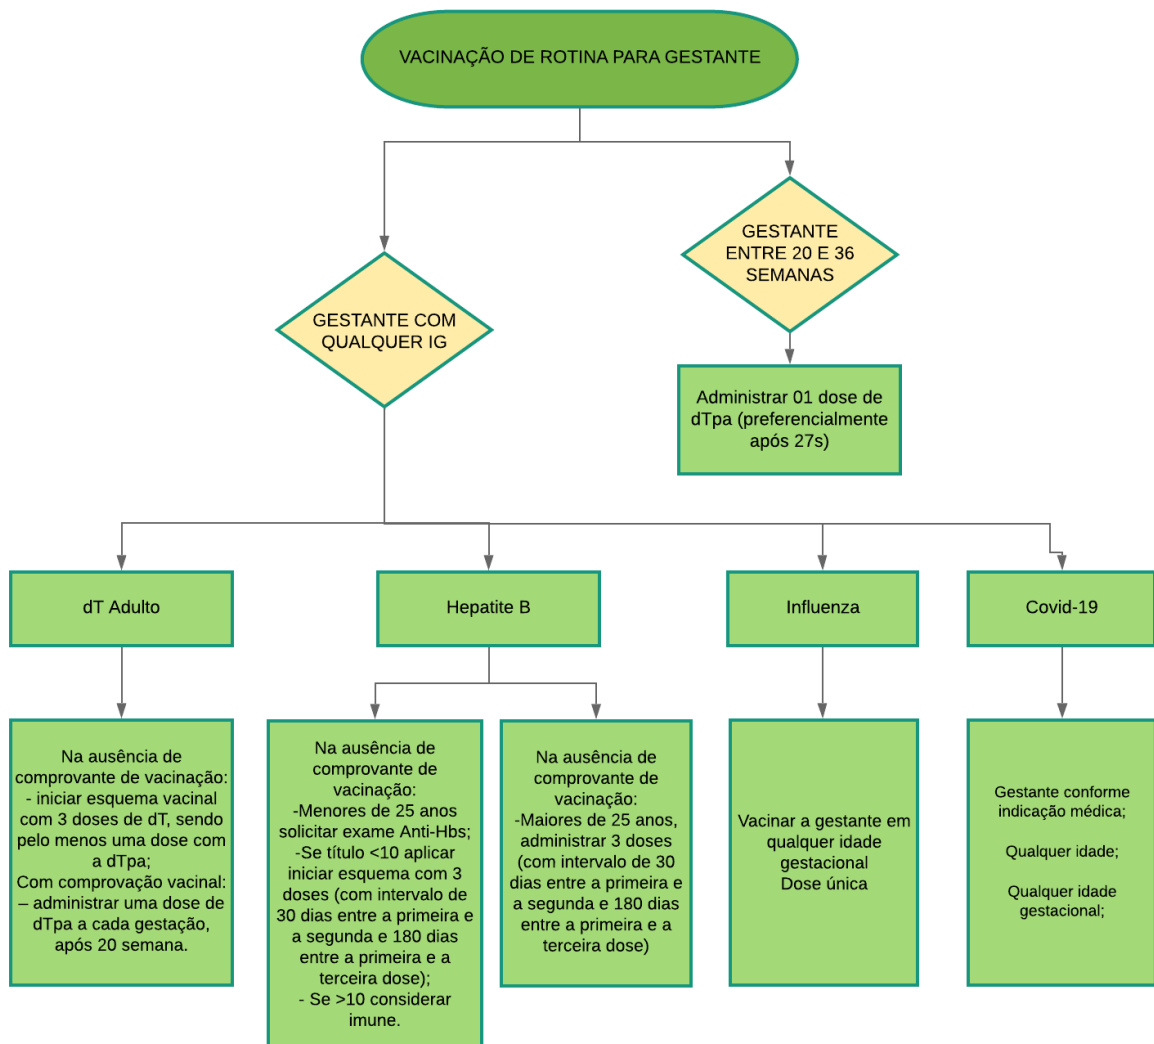 VACINAÇÃO DE ROTINA PARA GESTANTE
GESTANTE
ENTRE 20 E 36
SEMANAS
GESTANTE COM
QUALQUER IG
Administrar 01 dose de
dTpa (preferencialmente
após 27s)
dT Adulto
Hepatite B
Influenza
Covid-19
Na ausência de
comprovante de vacinação:
- iniciar esquema vacinal
com 3 doses de dT, sendo
pelo menos uma dose com
a dTpa;
Com comprovação vacinal:
– administrar uma dose de
dTpa a cada gestação,
após 20 semana.
Na ausência de
comprovante de
vacinação:
-Menores de 25 anos
solicitar exame Anti-Hbs;
-Se título <10 aplicar
iniciar esquema com 3
doses (com intervalo de
30 dias entre a primeira e
a segunda e 180 dias
entre a primeira e a
terceira dose);
- Se >10 considerar
imune.
Na ausência de
comprovante de
vacinação:
-Maiores de 25 anos,
administrar 3 doses
(com intervalo de 30
dias entre a primeira e
a segunda e 180 dias
entre a primeira e a
terceira dose)
Vacinar a gestante em
qualquer idade
gestacional
Dose única
Gestante conforme
indicação médica;
Qualquer idade;
Qualquer idade
gestacional;